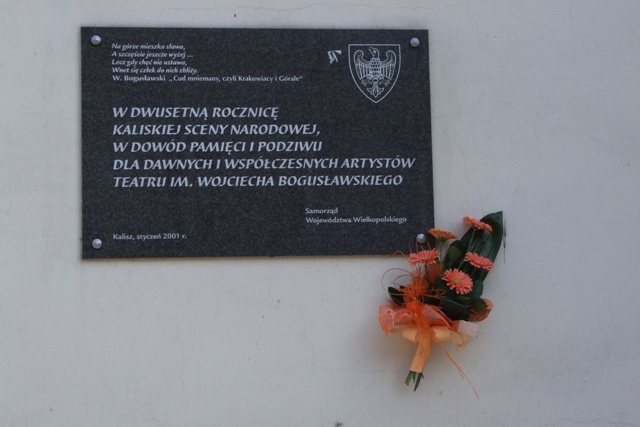 Na górze mieszka sława,
A szczęście jeszcze wyżej ...
Lecz gdy chęć nie ustawa,
Wnet się człek do nich zbliży.
W. Bogusławski „Cud mniemany, czyli Krakowiacy i Górale"
W DWUSETNĄ ROCZNICĘ
KALISKIEJ SCENY NARODOWEJ,
W DOWÓD PAMIĘCI I PODZIWU
DLA DAWNYCH I WSPÓŁCZESNYCH ARTYSTÓW
TEATRU IM. WOJCIECHA BOGUSŁAWSKIEGO
Samorząd
Województwa Wielkopolskiego
Kalisz, styczeń 2001 r.